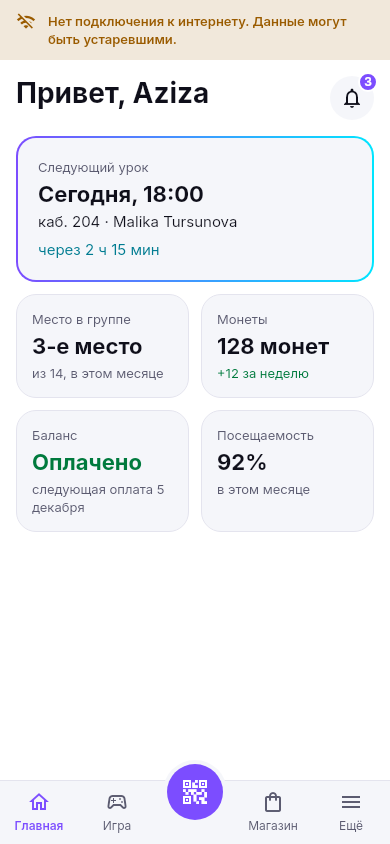 Нет подключения к интернету. Данные могут
быть устаревшими.
Привет, Aziza
3
Следующий урок
Сегодня, 18:00
каб. 204 · Malika Tursunova
через 2 ч 15 мин
Место в группе
3-е место
из 14, в этом месяце
Монеты
128 монет
+12 за неделю
Баланс
Оплачено
следующая оплата 5
декабря
Посещаемость
92%
в этом месяце
Главная
Игра
Магазин
Ещё